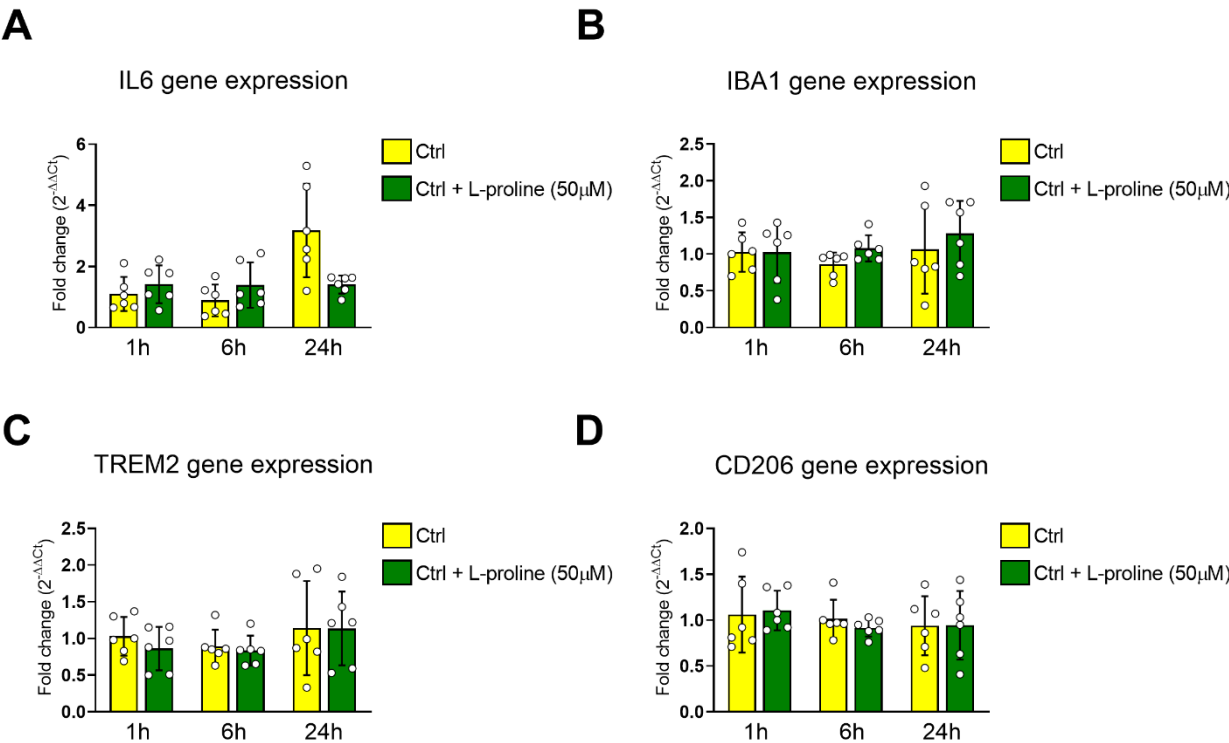 A
IL6 gene expression
Fold change (2^-ΔΔCt)
6
4
2
0
1h 6h 24h
Ctrl
Ctrl + L-proline (50µM)
B
IBA1 gene expression
Fold change (2^-ΔΔCt)
2.5
2.0
1.5
1.0
0.5
0.0
1h 6h 24h
Ctrl
Ctrl + L-proline (50µM)
C
TREM2 gene expression
Fold change (2^-ΔΔCt)
2.5
2.0
1.5
1.0
0.5
0.0
1h 6h 24h
Ctrl
Ctrl + L-proline (50µM)
D
CD206 gene expression
Fold change (2^-ΔΔCt)
2.0
1.5
1.0
0.5
0.0
1h 6h 24h
Ctrl
Ctrl + L-proline (50µM)